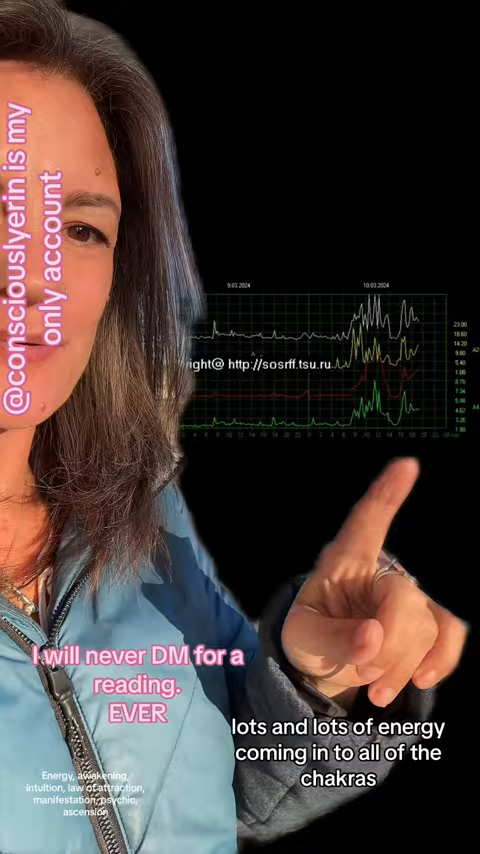 @consciouslyerin is my
only account
9.03.2024
10.03.2024
right@ http://sosrff.tsu.ru
23.00
18.60
14.20
9.80
5.40
1.00
8.70
7.34
5.98
4.62
3.26
1.90
A2
A4
I will never DM for a
reading.
EVER
lots and lots of energy
coming in to all of the
chakras
Energy, awakening,
intuition, law of attraction,
manifestation, psychic,
ascension